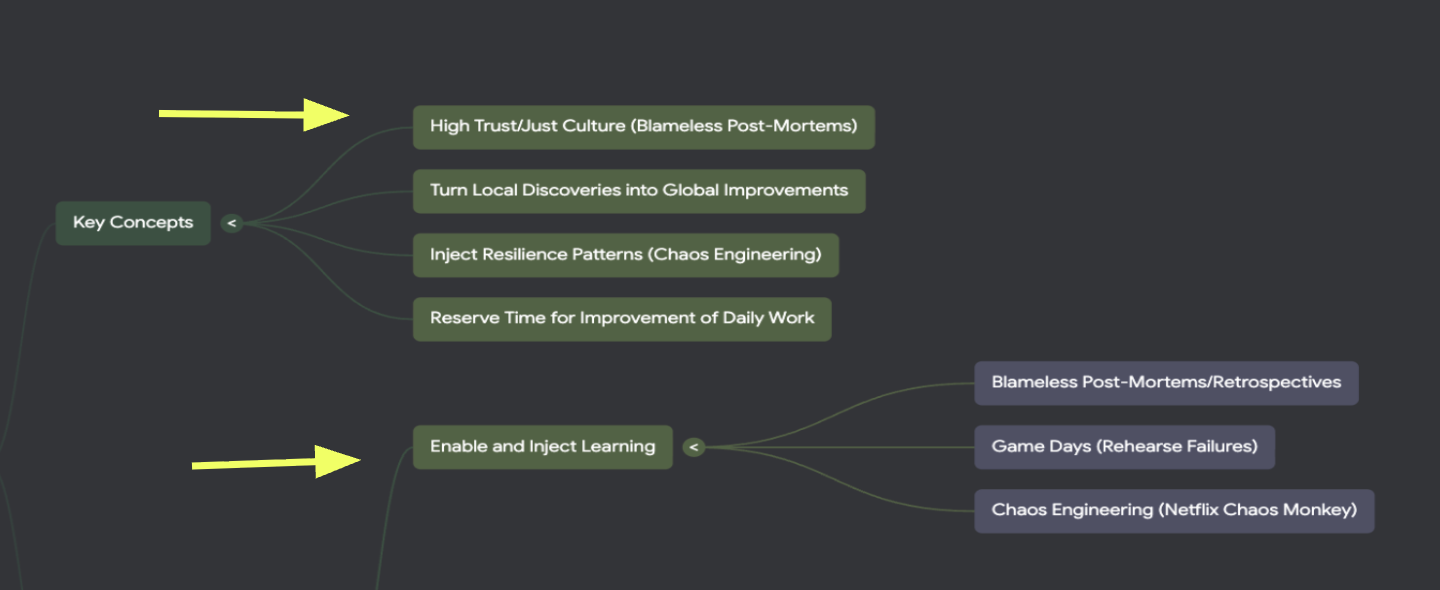 High Trust/Just Culture (Blameless Post-Mortems)
Turn Local Discoveries into Global Improvements
Key Concepts <
Inject Resilience Patterns (Chaos Engineering)
Reserve Time for Improvement of Daily Work
Blameless Post-Mortems/Retrospectives
Enable and Inject Learning <
Game Days (Rehearse Failures)
Chaos Engineering (Netflix Chaos Monkey)